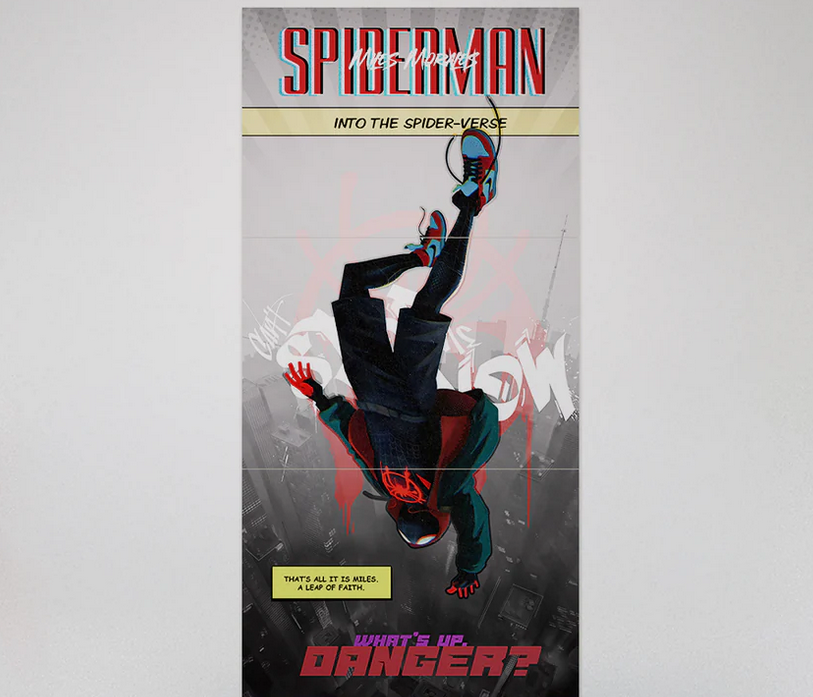 SPIDERMAN
MILES MORALES
INTO THE SPIDER-VERSE
THAT'S ALL IT IS MILES.
A LEAP OF FAITH.
WHAT'S UP,
DANGER?